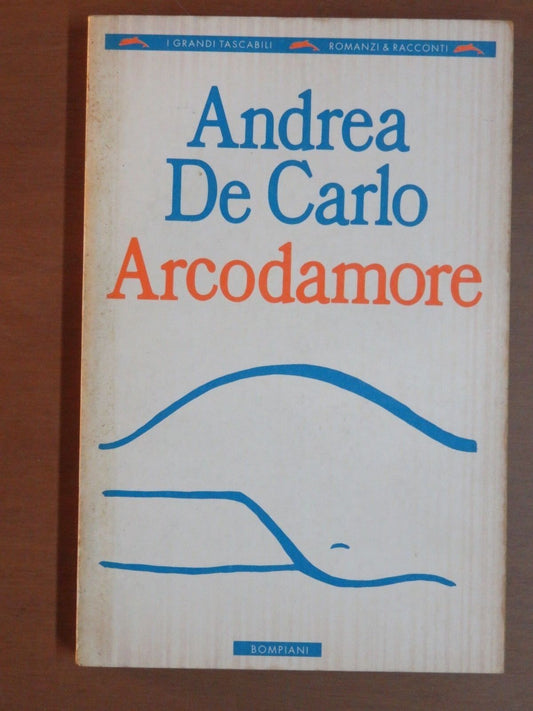 I GRANDI TASCABILI ROMANZI & RACCONTI
Andrea
De Carlo
Arcodamore
BOMPIANI